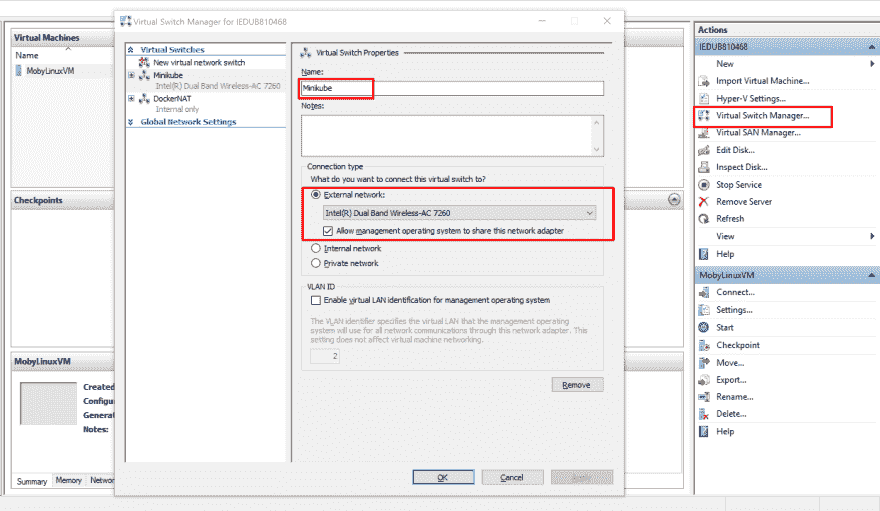 Virtual Switch Manager for IEDUB810468
Virtual Machines
Name
MobyLinuxVM
Checkpoints
MobyLinuxVM
Created
Configu
Generat
Notes:
Summary Memory Networ
Virtual Switches
New virtual network switch
Minikube
Intel(R) Dual Band Wireless-AC 7260
DockerNAT
Internal only
Global Network Settings
Virtual Switch Properties
Name:
Minikube
Notes:
Connection type
What do you want to connect this virtual switch to?
External network:
Intel(R) Dual Band Wireless-AC 7260
Allow management operating system to share this network adapter
Internal network
Private network
VLAN ID
Enable virtual LAN identification for management operating system
The VLAN identifier specifies the virtual LAN that the management operating
system will use for all network communications through this network adapter. This
setting does not affect virtual machine networking.
2
Remove
OK Cancel Apply
Actions
IEDUB810468
New
Import Virtual Machine...
Hyper-V Settings...
Virtual Switch Manager...
Virtual SAN Manager...
Edit Disk...
Inspect Disk...
Stop Service
Remove Server
Refresh
View
Help
MobyLinuxVM
Connect...
Settings...
Start
Checkpoint
Move...
Export...
Rename...
Delete...
Help